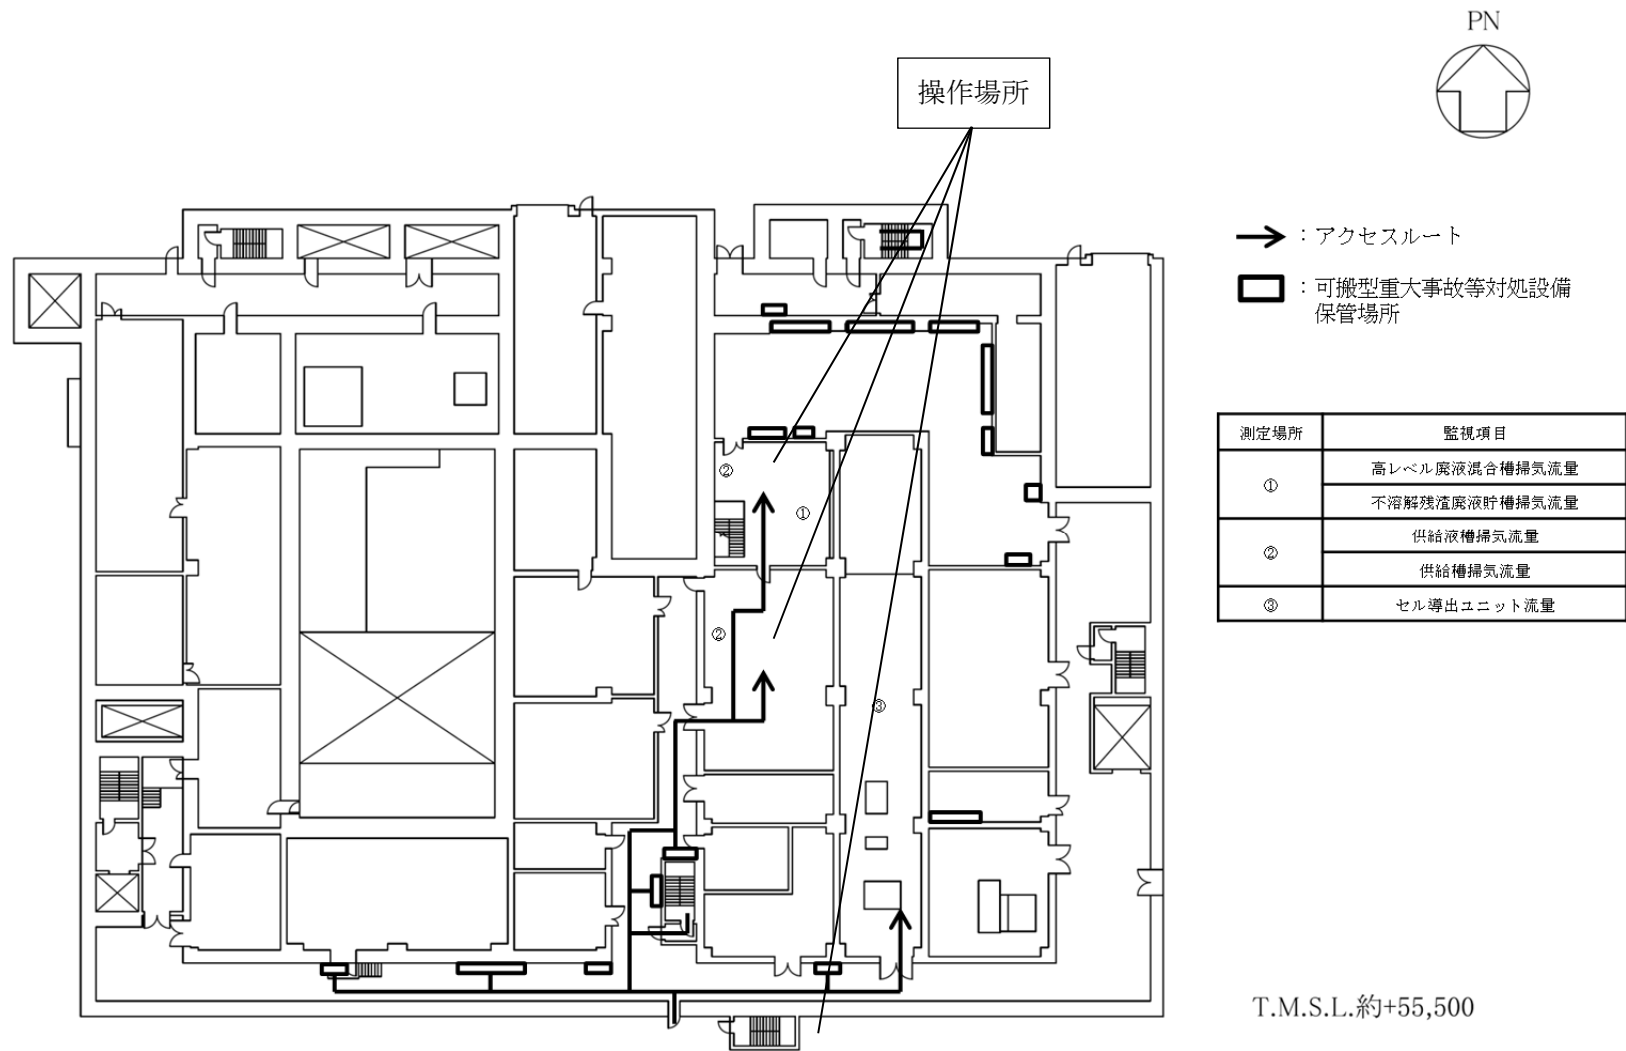 PN
操作場所
：アクセスルート
：可搬型重大事故等対処設備
保管場所
測定場所 監視項目
① 高レベル廃液混合槽掃気流量
不溶解残渣廃液貯槽掃気流量
② 供給液槽掃気流量
供給槽掃気流量
③ セル導出ユニット流量
②
①
②
③
T.M.S.L.約+55,500